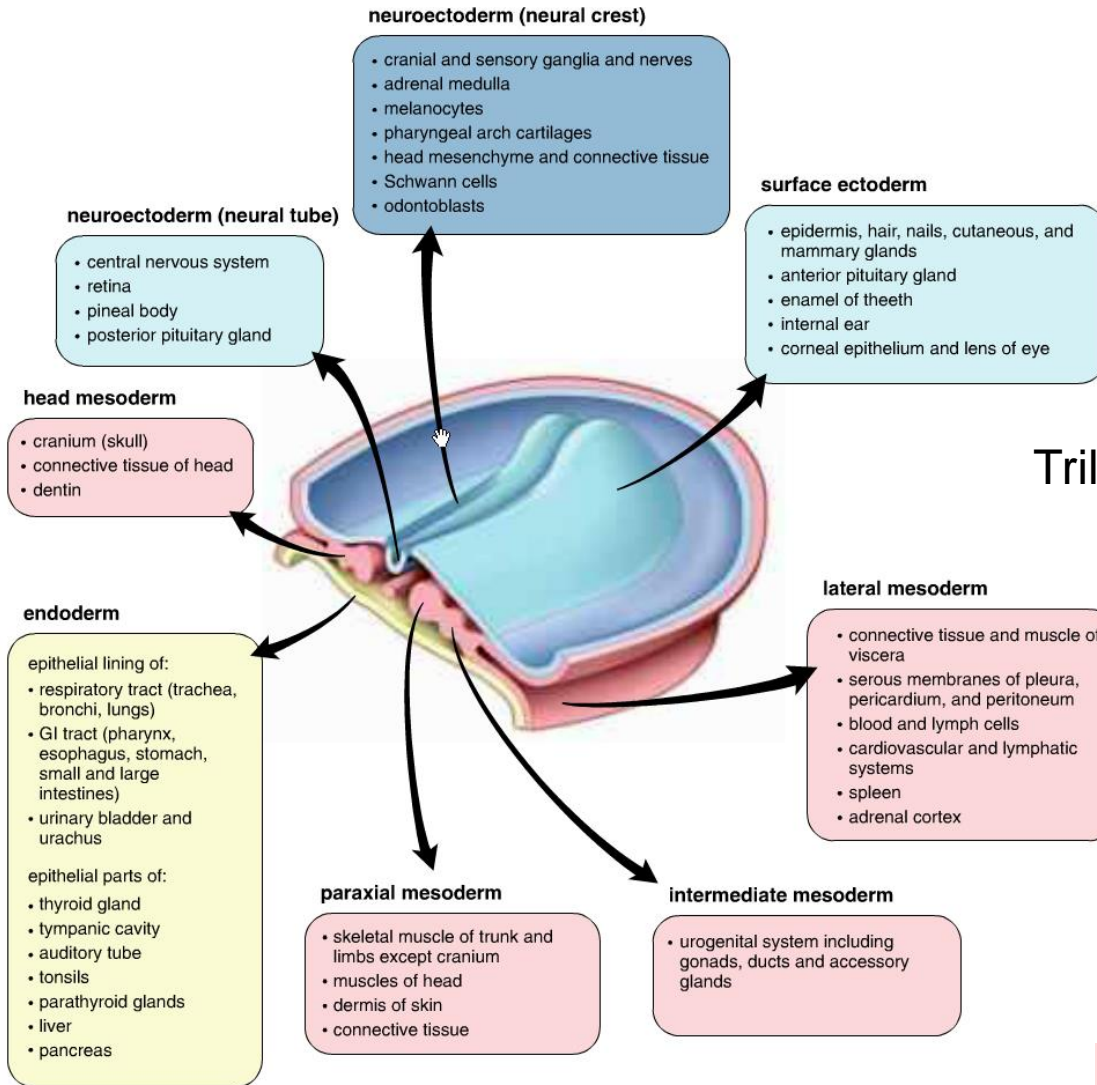 neuroectoderm (neural crest)
• cranial and sensory ganglia and nerves
• adrenal medulla
• melanocytes
• pharyngeal arch cartilages
• head mesenchyme and connective tissue
• Schwann cells
• odontoblasts
surface ectoderm
• epidermis, hair, nails, cutaneous, and
mammary glands
• anterior pituitary gland
• enamel of theeth
• internal ear
• corneal epithelium and lens of eye
neuroectoderm (neural tube)
• central nervous system
• retina
• pineal body
• posterior pituitary gland
head mesoderm
• cranium (skull)
• connective tissue of head
• dentin
Tril
endoderm
epithelial lining of:
• respiratory tract (trachea,
bronchi, lungs)
• GI tract (pharynx,
esophagus, stomach,
small and large
intestines)
• urinary bladder and
urachus
epithelial parts of:
• thyroid gland
• tympanic cavity
• auditory tube
• tonsils
• parathyroid glands
• liver
• pancreas
lateral mesoderm
• connective tissue and muscle of
viscera
• serous membranes of pleura,
pericardium, and peritoneum
• blood and lymph cells
• cardiovascular and lymphatic
systems
• spleen
• adrenal cortex
paraxial mesoderm
• skeletal muscle of trunk and
limbs except cranium
• muscles of head
• dermis of skin
• connective tissue
intermediate mesoderm
• urogenital system including
gonads, ducts and accessory
glands